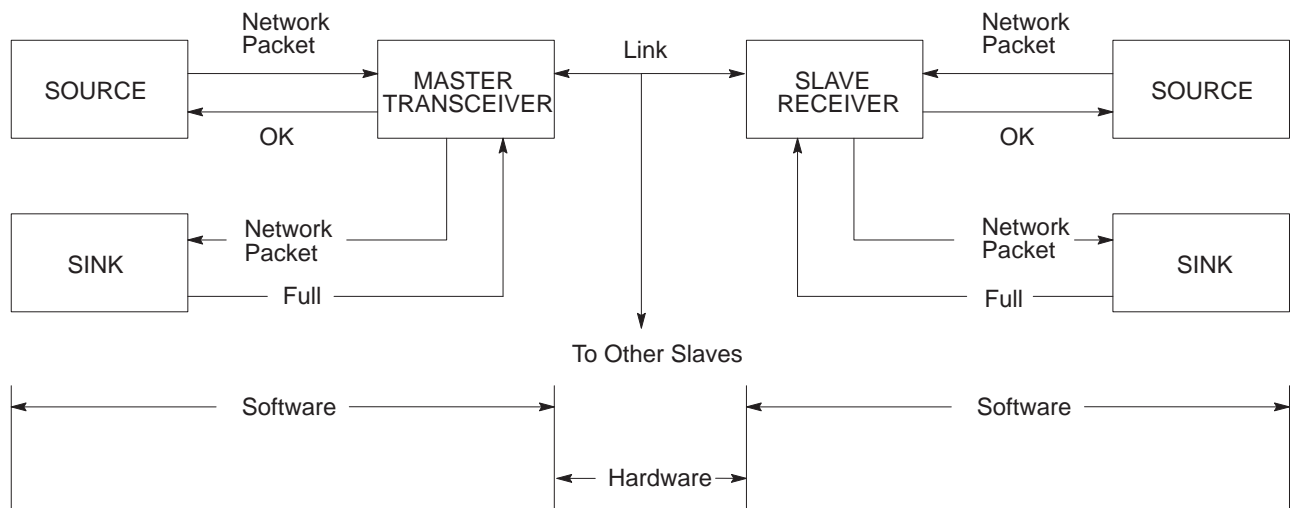 Network
Packet
SOURCE
OK
MASTER
TRANSCEIVER
Link
SLAVE
RECEIVER
Network
Packet
SOURCE
OK
SINK
Network
Packet
Full
Network
Packet
SINK
Full
To Other Slaves
Software
Software
Hardware